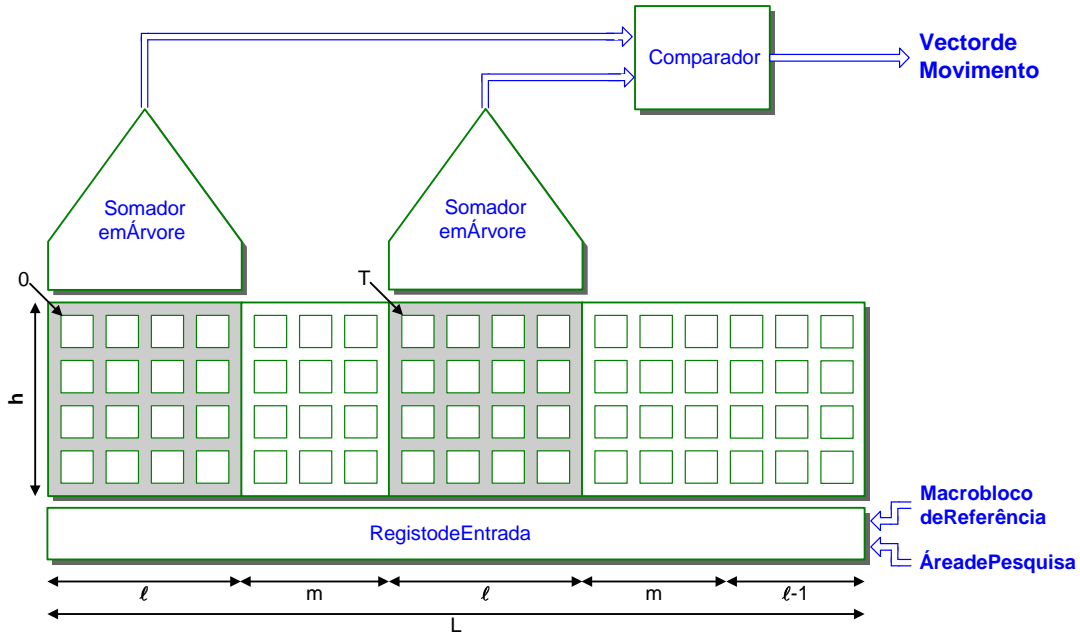 Comparador
Vectorde
Movimento
Somador
emÁrvore
Somador
emÁrvore
0
T
h
Macrobloco
deReferência
RegistodeEntrada
ÁreadePesquisa
ℓ
m
ℓ
m
ℓ-1
L